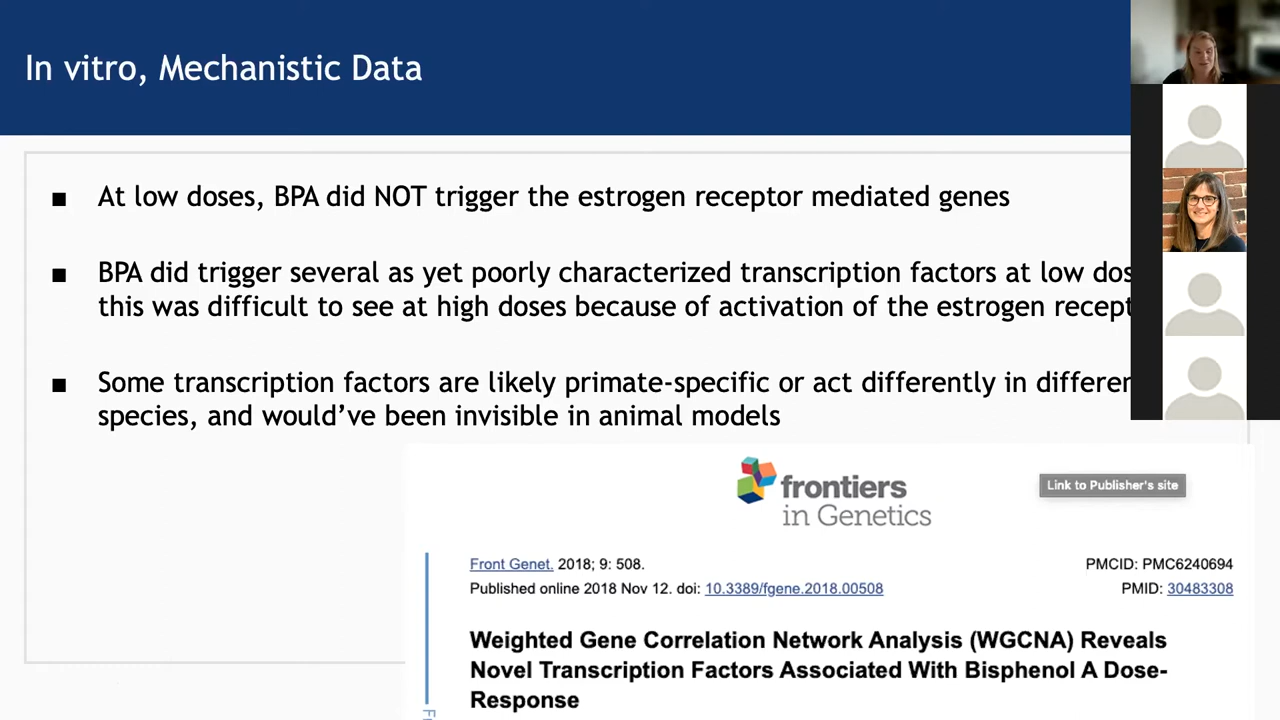 In vitro, Mechanistic Data
■ At low doses, BPA did NOT trigger the estrogen receptor mediated genes
■ BPA did trigger several as yet poorly characterized transcription factors at low
this was difficult to see at high doses because of activation of the estrogen
■ Some transcription factors are likely primate-specific or act differently in
species, and would’ve been invisible in animal models
frontiers
in Genetics
Link to Publisher's site
Front Genet. 2018; 9: 508.
PMCID: PMC6240694
Published online 2018 Nov 12. doi: 10.3389/fgene.2018.00508
PMID: 30483308
Weighted Gene Correlation Network Analysis (WGCNA) Reveals
Novel Transcription Factors Associated With Bisphenol A Dose-
Response